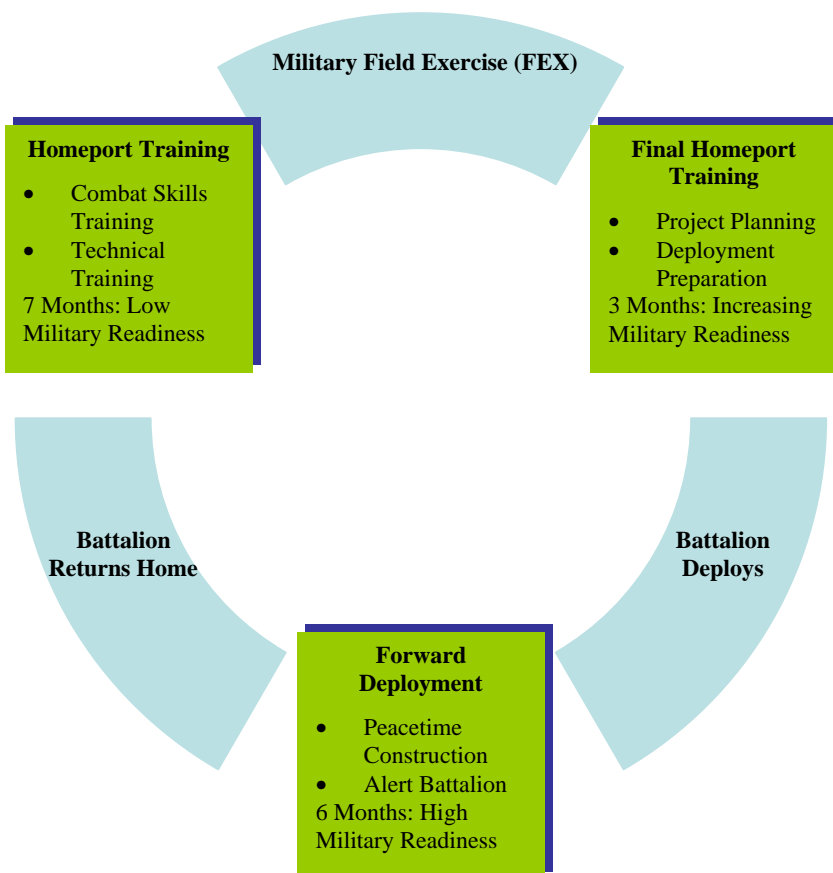 Military Field Exercise (FEX)
Homeport Training
• Combat Skills
Training
• Technical
Training
7 Months: Low
Military Readiness
Final Homeport
Training
• Project Planning
• Deployment
Preparation
3 Months: Increasing
Military Readiness
Battalion
Returns Home
Battalion
Deploys
Forward
Deployment
• Peacetime
Construction
• Alert Battalion
6 Months: High
Military Readiness